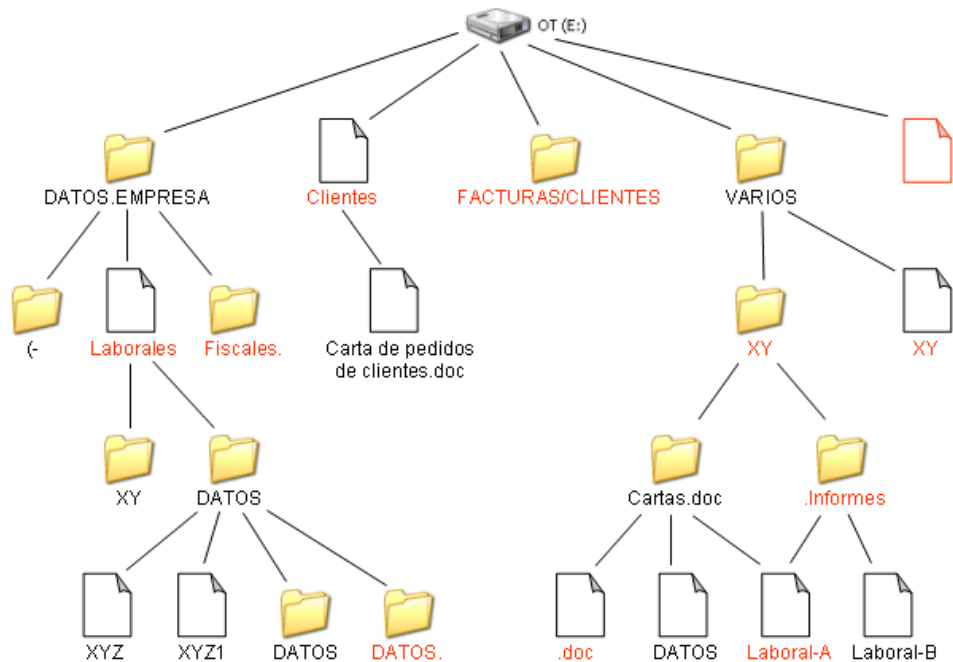 OT (E:)
DATOS.EMPRESA
Clientes
FACTURAS/CLIENTES
VARIOS
(-
Laborales
Fiscales.
Carta de pedidos
de clientes.doc
XY
XY
XY
DATOS
Cartas.doc
.Informes
XYZ
XYZ1
DATOS
DATOS.
.doc
DATOS
Laboral-A
Laboral-B